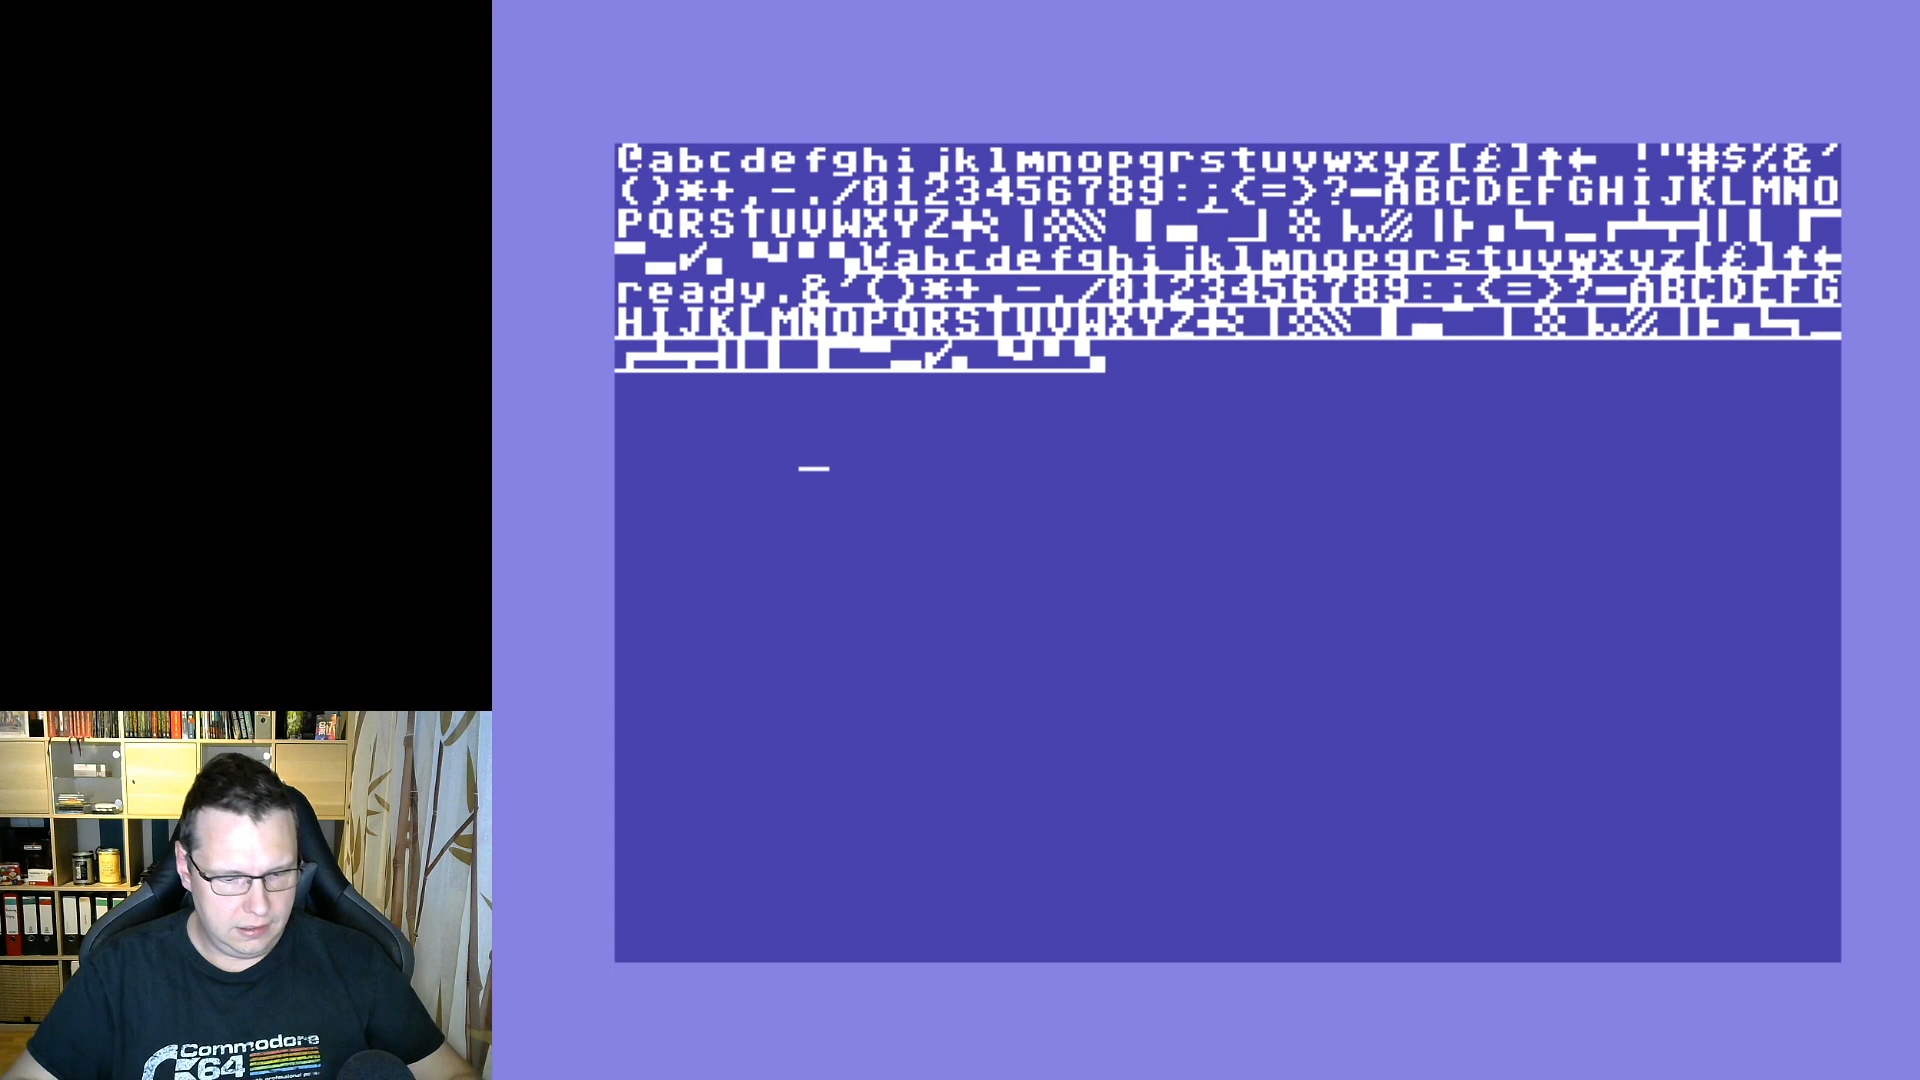 @abcdefghijklmnopqrstuvwxyz[£]↑← !"#$%&'
()*+,-./0123456789:;<=>?─ABCDEFGHIJKLMNO
PQRSTUVWXYZ
@abcdefghijklmnopqrstuvwxyz[£]↑←
ready.&'()*+,-./0123456789:;<=>?─ABCDEFG
HIJKLMNOPQRSTUVWXYZ
Commodore
64